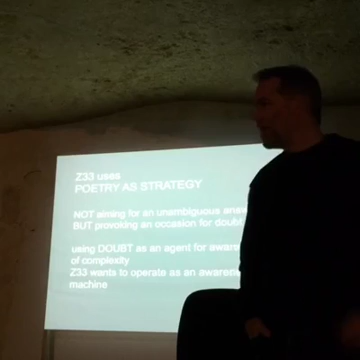 Z33 uses
POETRY AS STRATEGY
NOT aiming for an unambiguous
BUT provoking an occasion for doubt
using DOUBT as an agent for
of complexity
Z33 wants to operate as an
machine